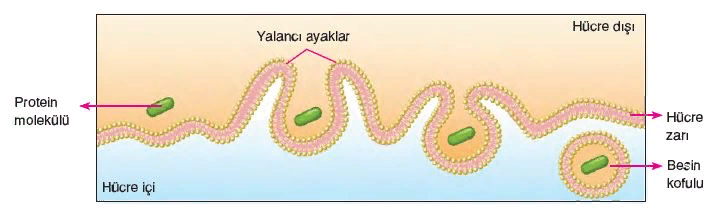 Hücre dışı
Yalancı ayaklar
Protein
molekülü
Hücre
zarı
Besin
kofulu
Hücre içi